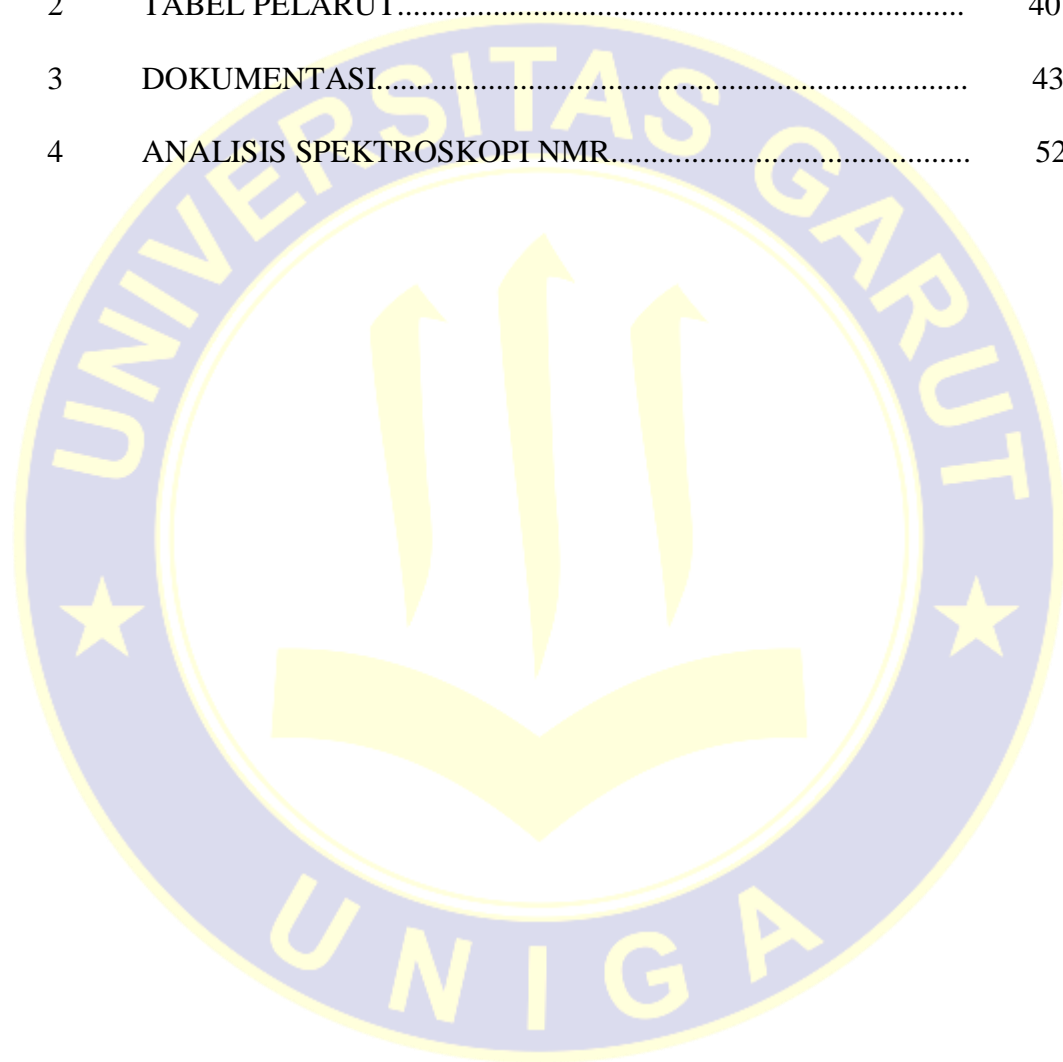 2 TABEL PELARUT.......................................................................... 40
3 DOKUMENTASI............................................................................. 43
4 ANALISIS SPEKTROSKOPI NMR............................................... 52
UNIVERSITAS GARUT
UNIGA